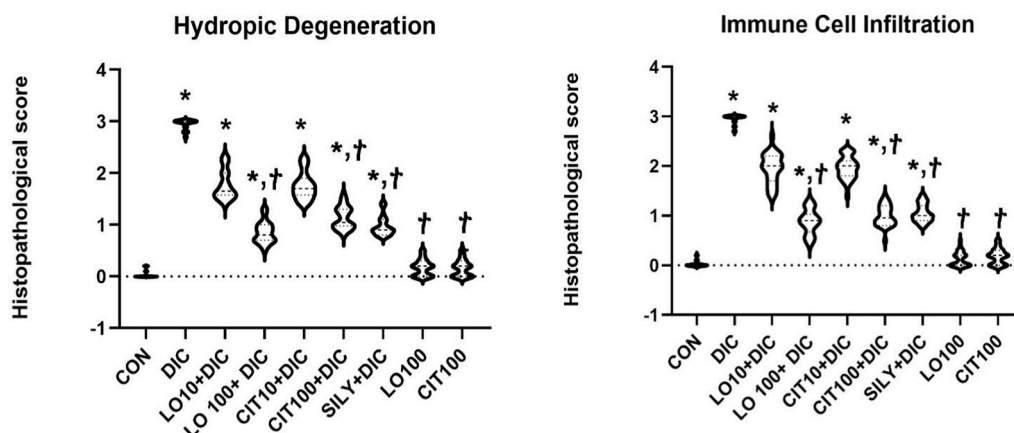 Hydropic Degeneration
Histopathological score
4
3
2
1
0
-1
*
*
*,†
*
*,†
*,†
†
†
CON
DIC
LO10+DIC
LO 100+ DIC
CIT10+DIC
CIT100+DIC
SILY+DIC
LO100
CIT100
Immune Cell Infiltration
Histopathological score
4
3
2
1
0
-1
*
*
*,†
*
*,†
*,†
†
†
CON
DIC
LO10+DIC
LO 100+ DIC
CIT10+DIC
CIT100+DIC
SILY+DIC
LO100
CIT100